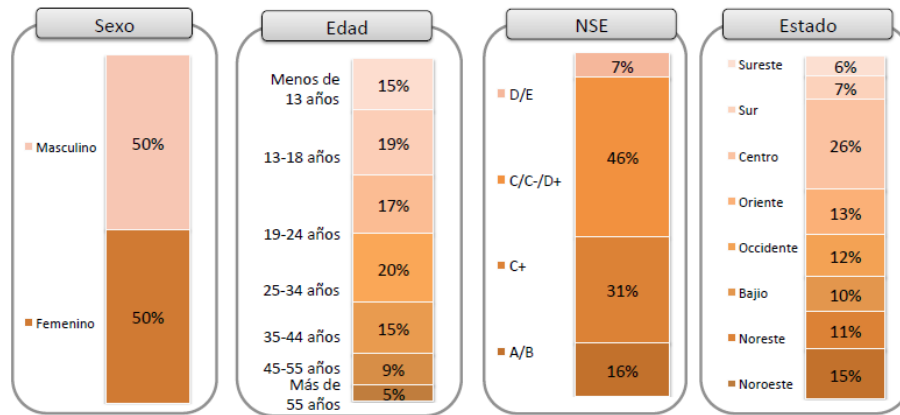 Sexo
Masculino
50%
Femenino
50%
Edad
Menos de
13 años
15%
13-18 años
19%
19-24 años
17%
25-34 años
20%
35-44 años
15%
45-55 años
9%
Más de
55 años
5%
NSE
D/E
7%
C/C-/D+
46%
C+
31%
A/B
16%
Estado
Sureste
6%
Sur
7%
Centro
26%
Oriente
13%
Occidente
12%
Bajio
10%
Noreste
11%
Noroeste
15%